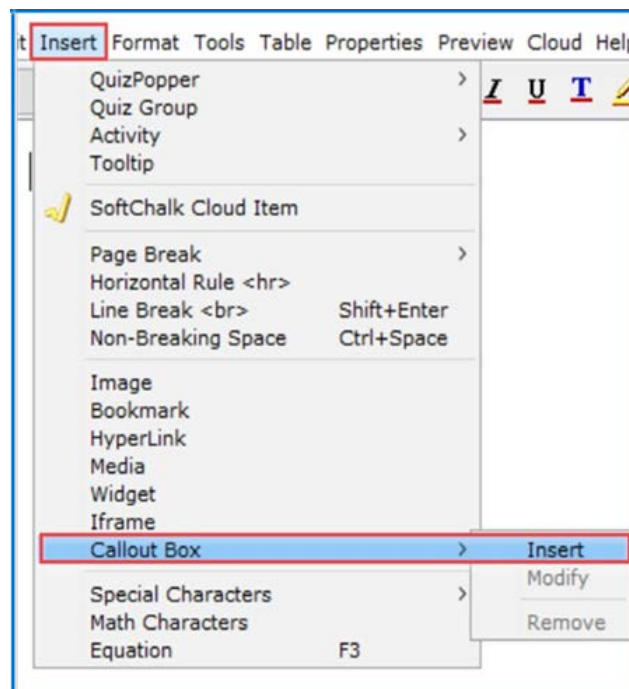 t Insert Format Tools Table Properties Preview Cloud Help
QuizPopper >
I U T
Quiz Group
Activity >
Tooltip
SoftChalk Cloud Item
Page Break >
Horizontal Rule <hr>
Line Break <br> Shift+Enter
Non-Breaking Space Ctrl+Space
Image
Bookmark
HyperLink
Media
Widget
Iframe
Callout Box > Insert
Modify
Special Characters >
Remove
Math Characters
Equation F3